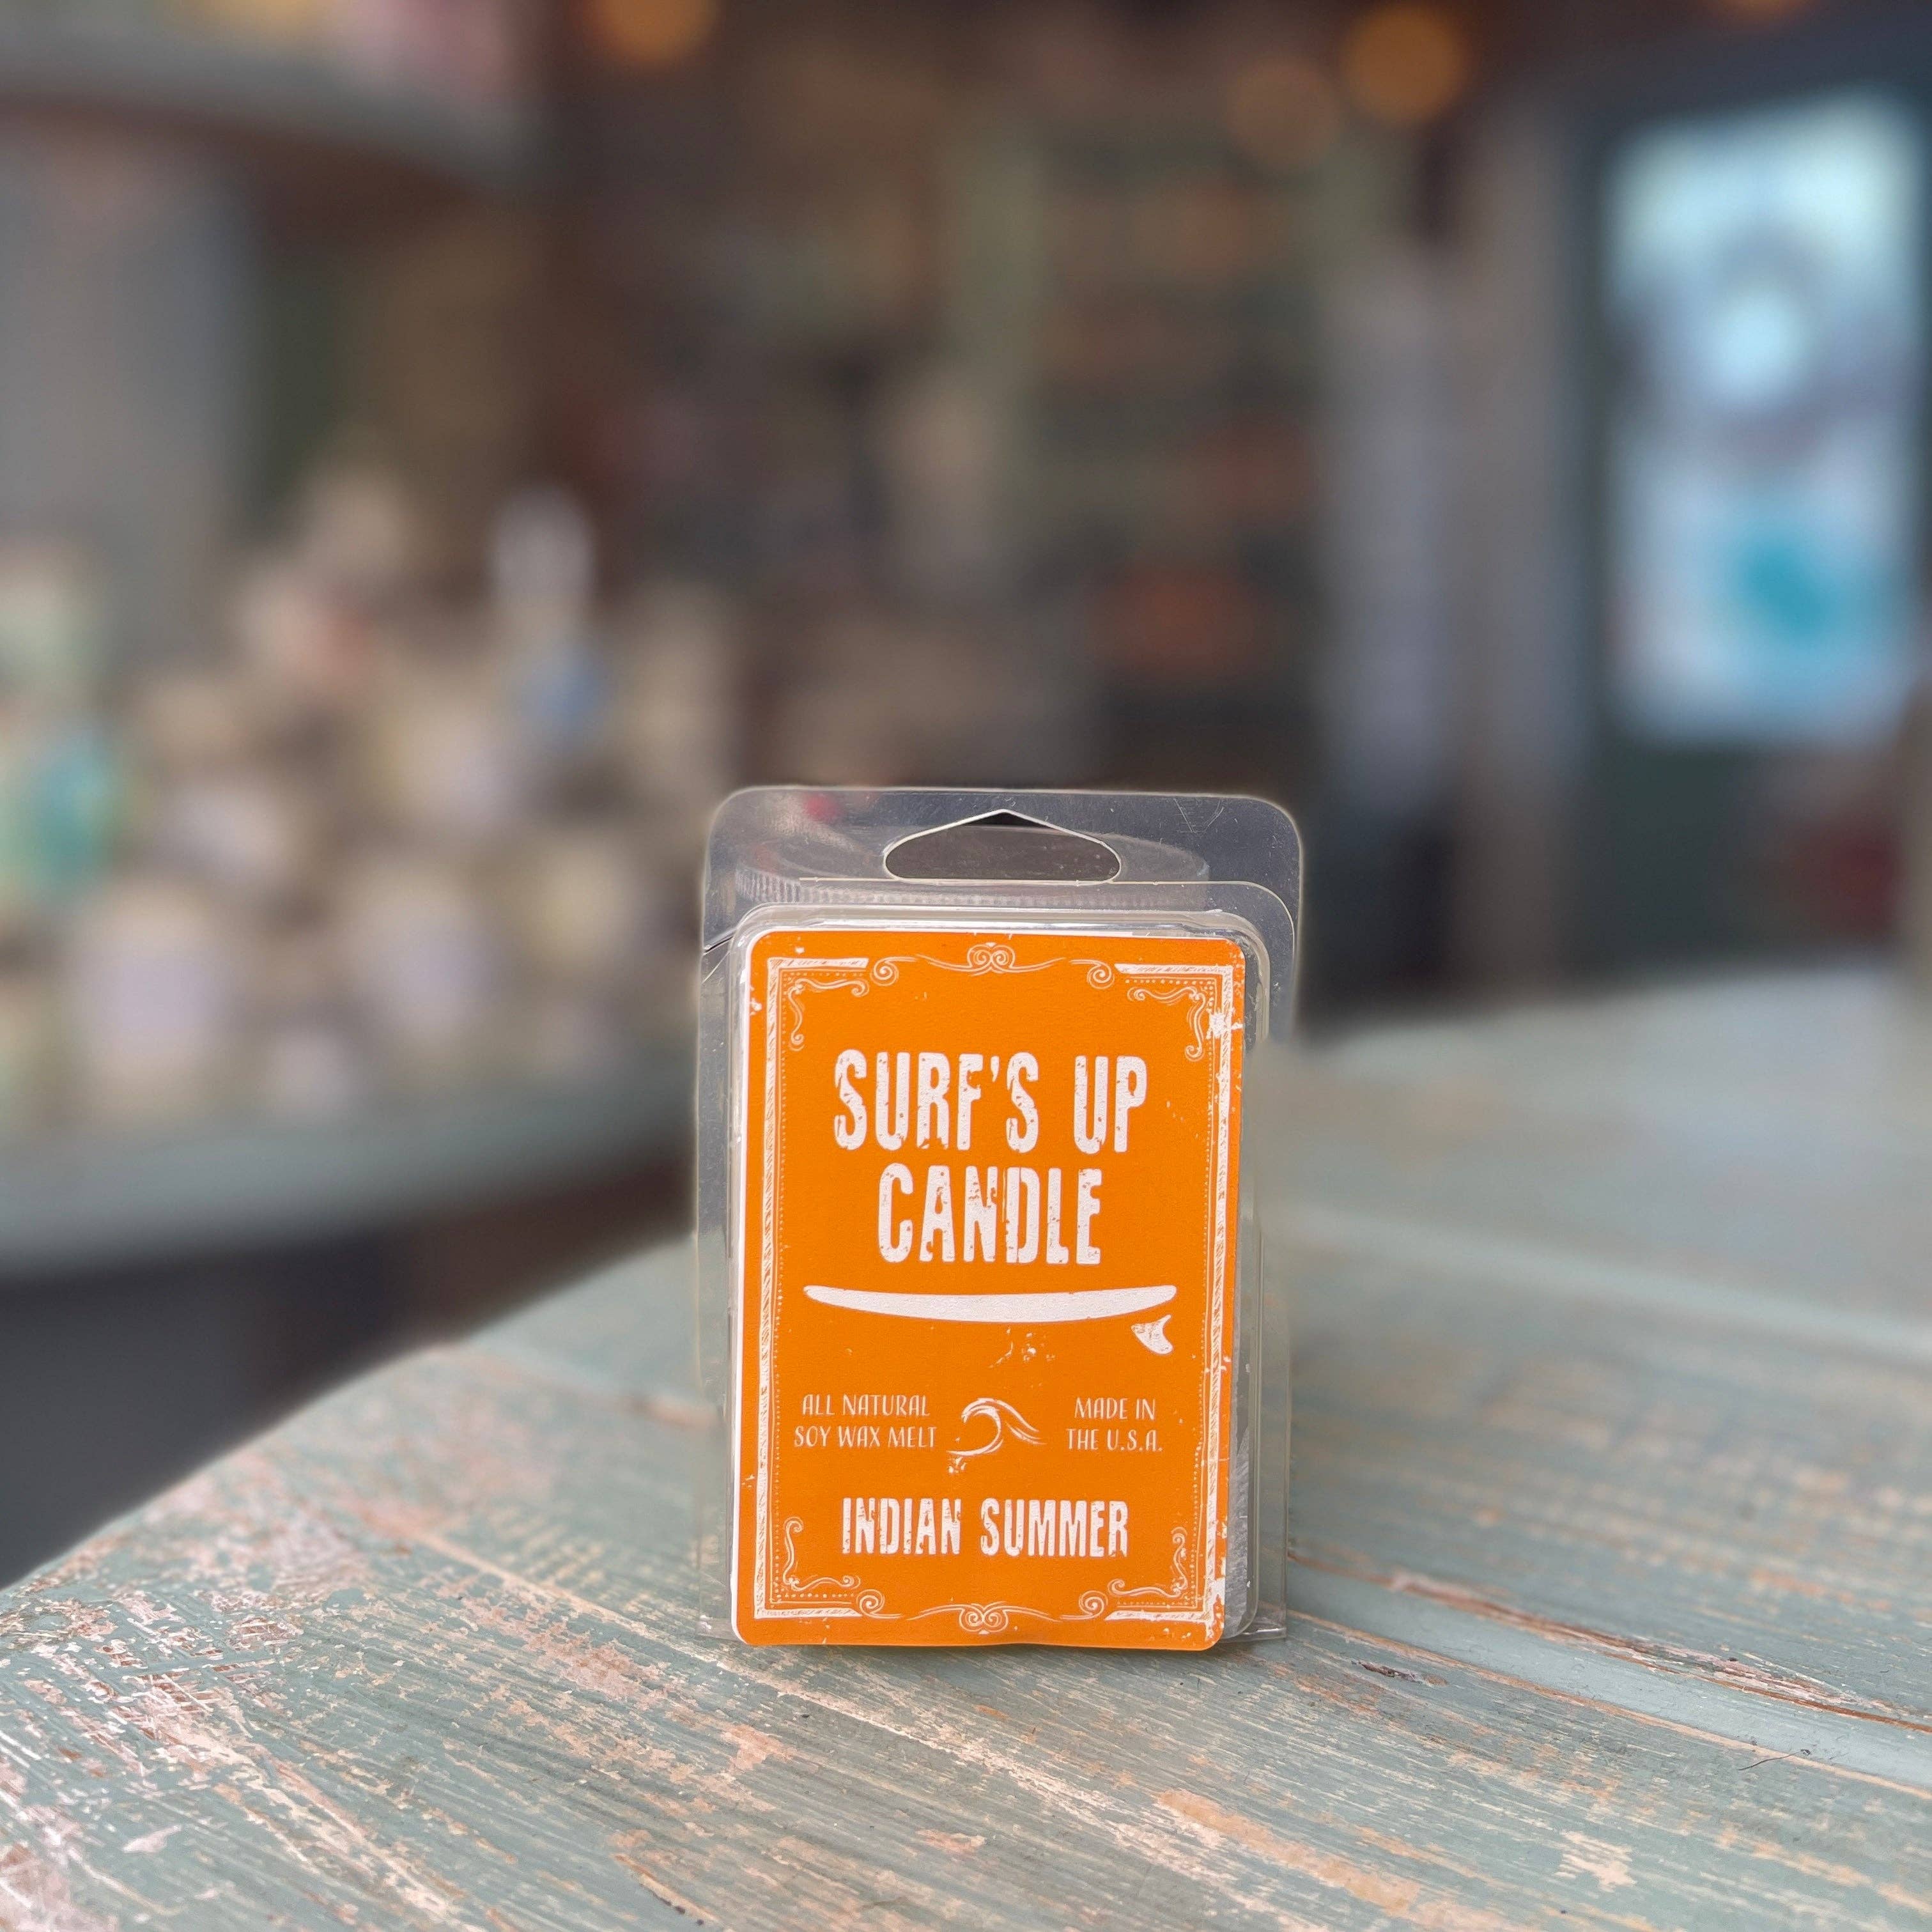 SURF'S UP
CANDLE
ALL NATURAL
SOY WAX MELT
MADE IN
THE U.S.A.
INDIAN SUMMER